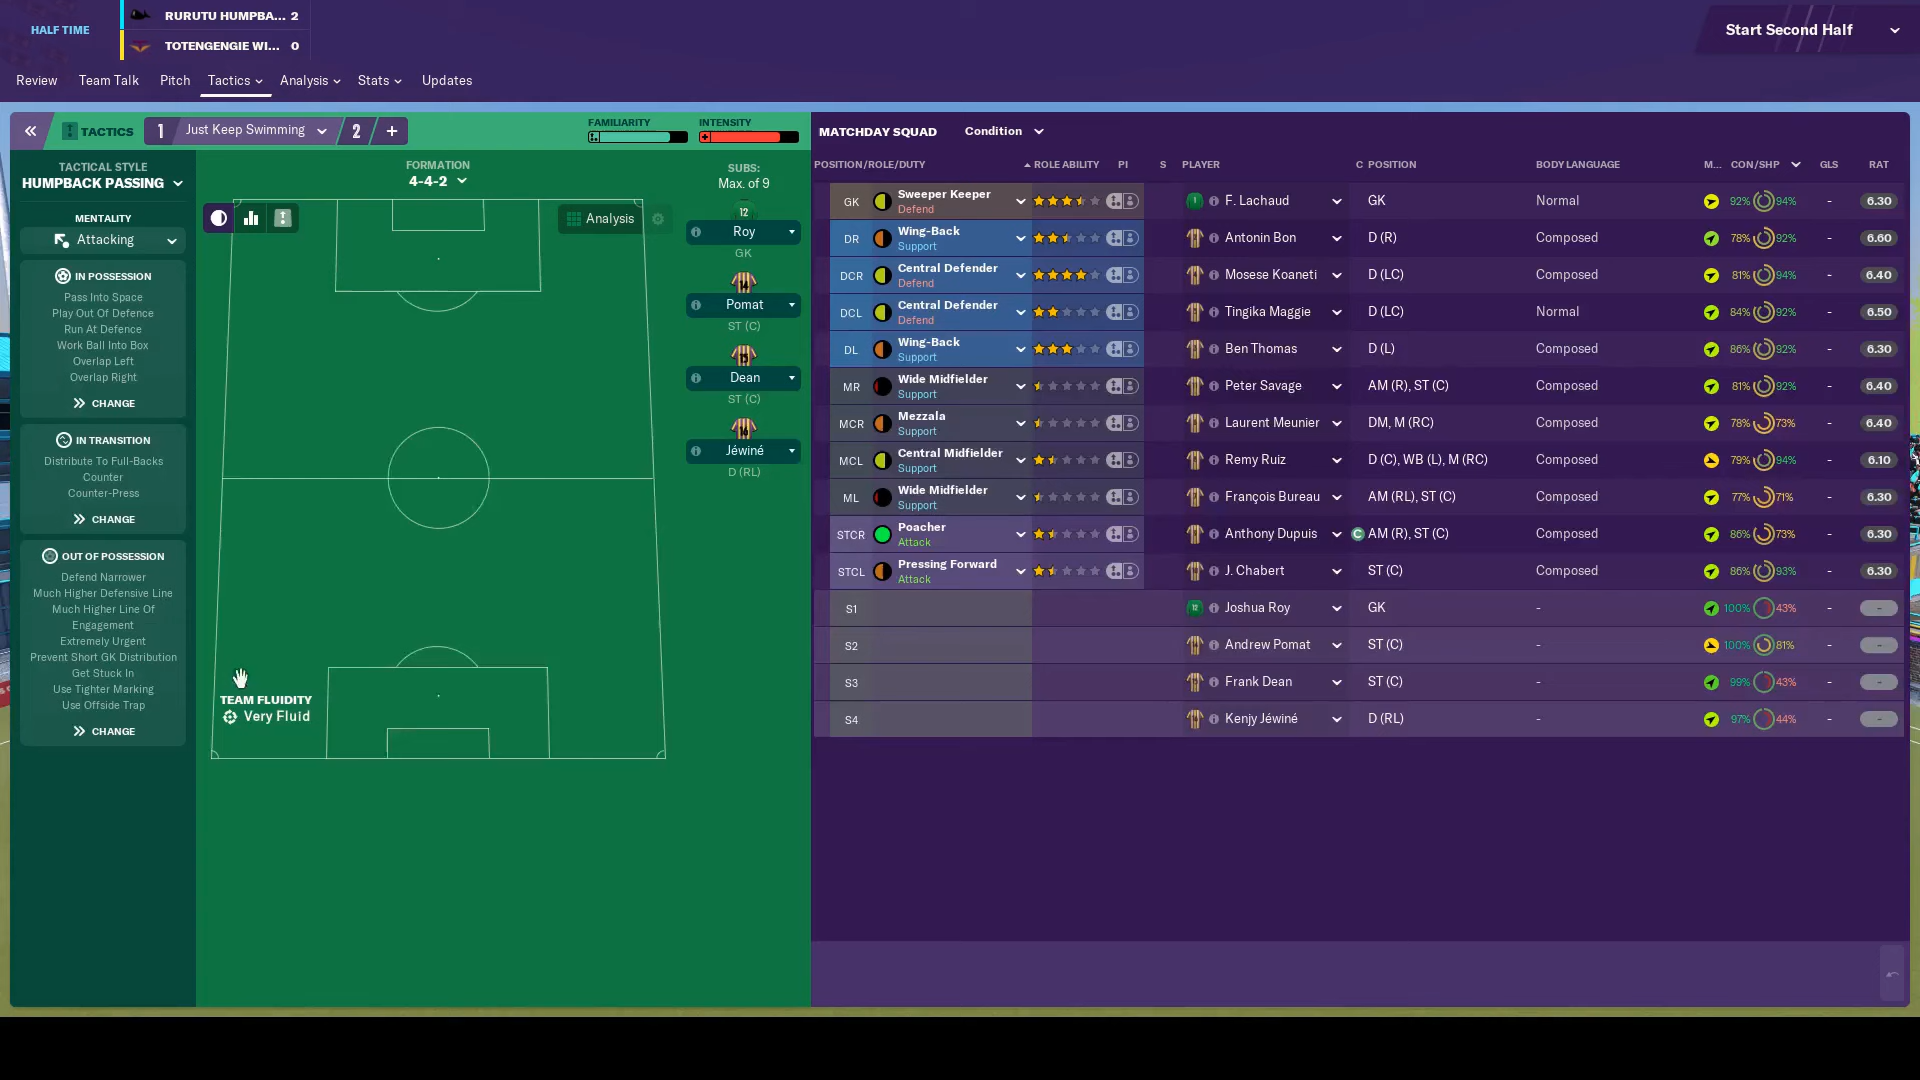 HALF TIME
RURUTU HUMPBA... 2
TOTENGENGIE WI... 0
Start Second Half
Review Team Talk Pitch Tactics Analysis Stats Updates
TACTICS 1 Just Keep Swimming 2 +
FAMILIARITY
INTENSITY
TACTICAL STYLE
HUMPBACK PASSING
MENTALITY
Attacking
IN POSSESSION
Pass Into Space
Play Out Of Defence
Run At Defence
Work Ball Into Box
Overlap Left
Overlap Right
CHANGE
IN TRANSITION
Distribute To Full-Backs
Counter
Counter-Press
CHANGE
OUT OF POSSESSION
Defend Narrower
Much Higher Defensive Line
Much Higher Line Of
Engagement
Extremely Urgent
Prevent Short GK Distribution
Get Stuck In
Use Tighter Marking
Use Offside Trap
CHANGE
FORMATION
4-4-2
Analysis
TEAM FLUIDITY
Very Fluid
SUBS:
Max. of 9
12
Roy
GK
Pomat
ST (C)
Dean
ST (C)
Jéwiné
D (RL)
MATCHDAY SQUAD Condition
POSITION/ROLE/DUTY ROLE ABILITY PI S PLAYER C POSITION BODY LANGUAGE M... CON/SHP GLS RAT
GK Sweeper Keeper F. Lachaud GK Normal 92% 94% - 6.30
Defend
DR Wing-Back Antonin Bon D (R) Composed 78% 92% - 6.60
Support
DCR Central Defender Mosese Koaneti D (LC) Composed 81% 94% - 6.40
Defend
DCL Central Defender Tingika Maggie D (LC) Normal 84% 92% - 6.50
Defend
DL Wing-Back Ben Thomas D (L) Composed 86% 92% - 6.30
Support
MR Wide Midfielder Peter Savage AM (R), ST (C) Composed 81% 92% - 6.40
Support
MCR Mezzala Laurent Meunier DM, M (RC) Composed 78% 73% - 6.40
Support
MCL Central Midfielder Remy Ruiz D (C), WB (L), M (RC) Composed 79% 94% - 6.10
Support
ML Wide Midfielder François Bureau AM (RL), ST (C) Composed 77% 71% - 6.30
Support
STCR Poacher Anthony Dupuis C AM (R), ST (C) Composed 86% 73% - 6.30
Attack
STCL Pressing Forward J. Chabert ST (C) Composed 86% 93% - 6.30
Attack
S1 Joshua Roy GK - 100% 43% - -
S2 Andrew Pomat ST (C) - 100% 81% - -
S3 Frank Dean ST (C) - 99% 43% - -
S4 Kenjy Jéwiné D (RL) - 97% 44% - -